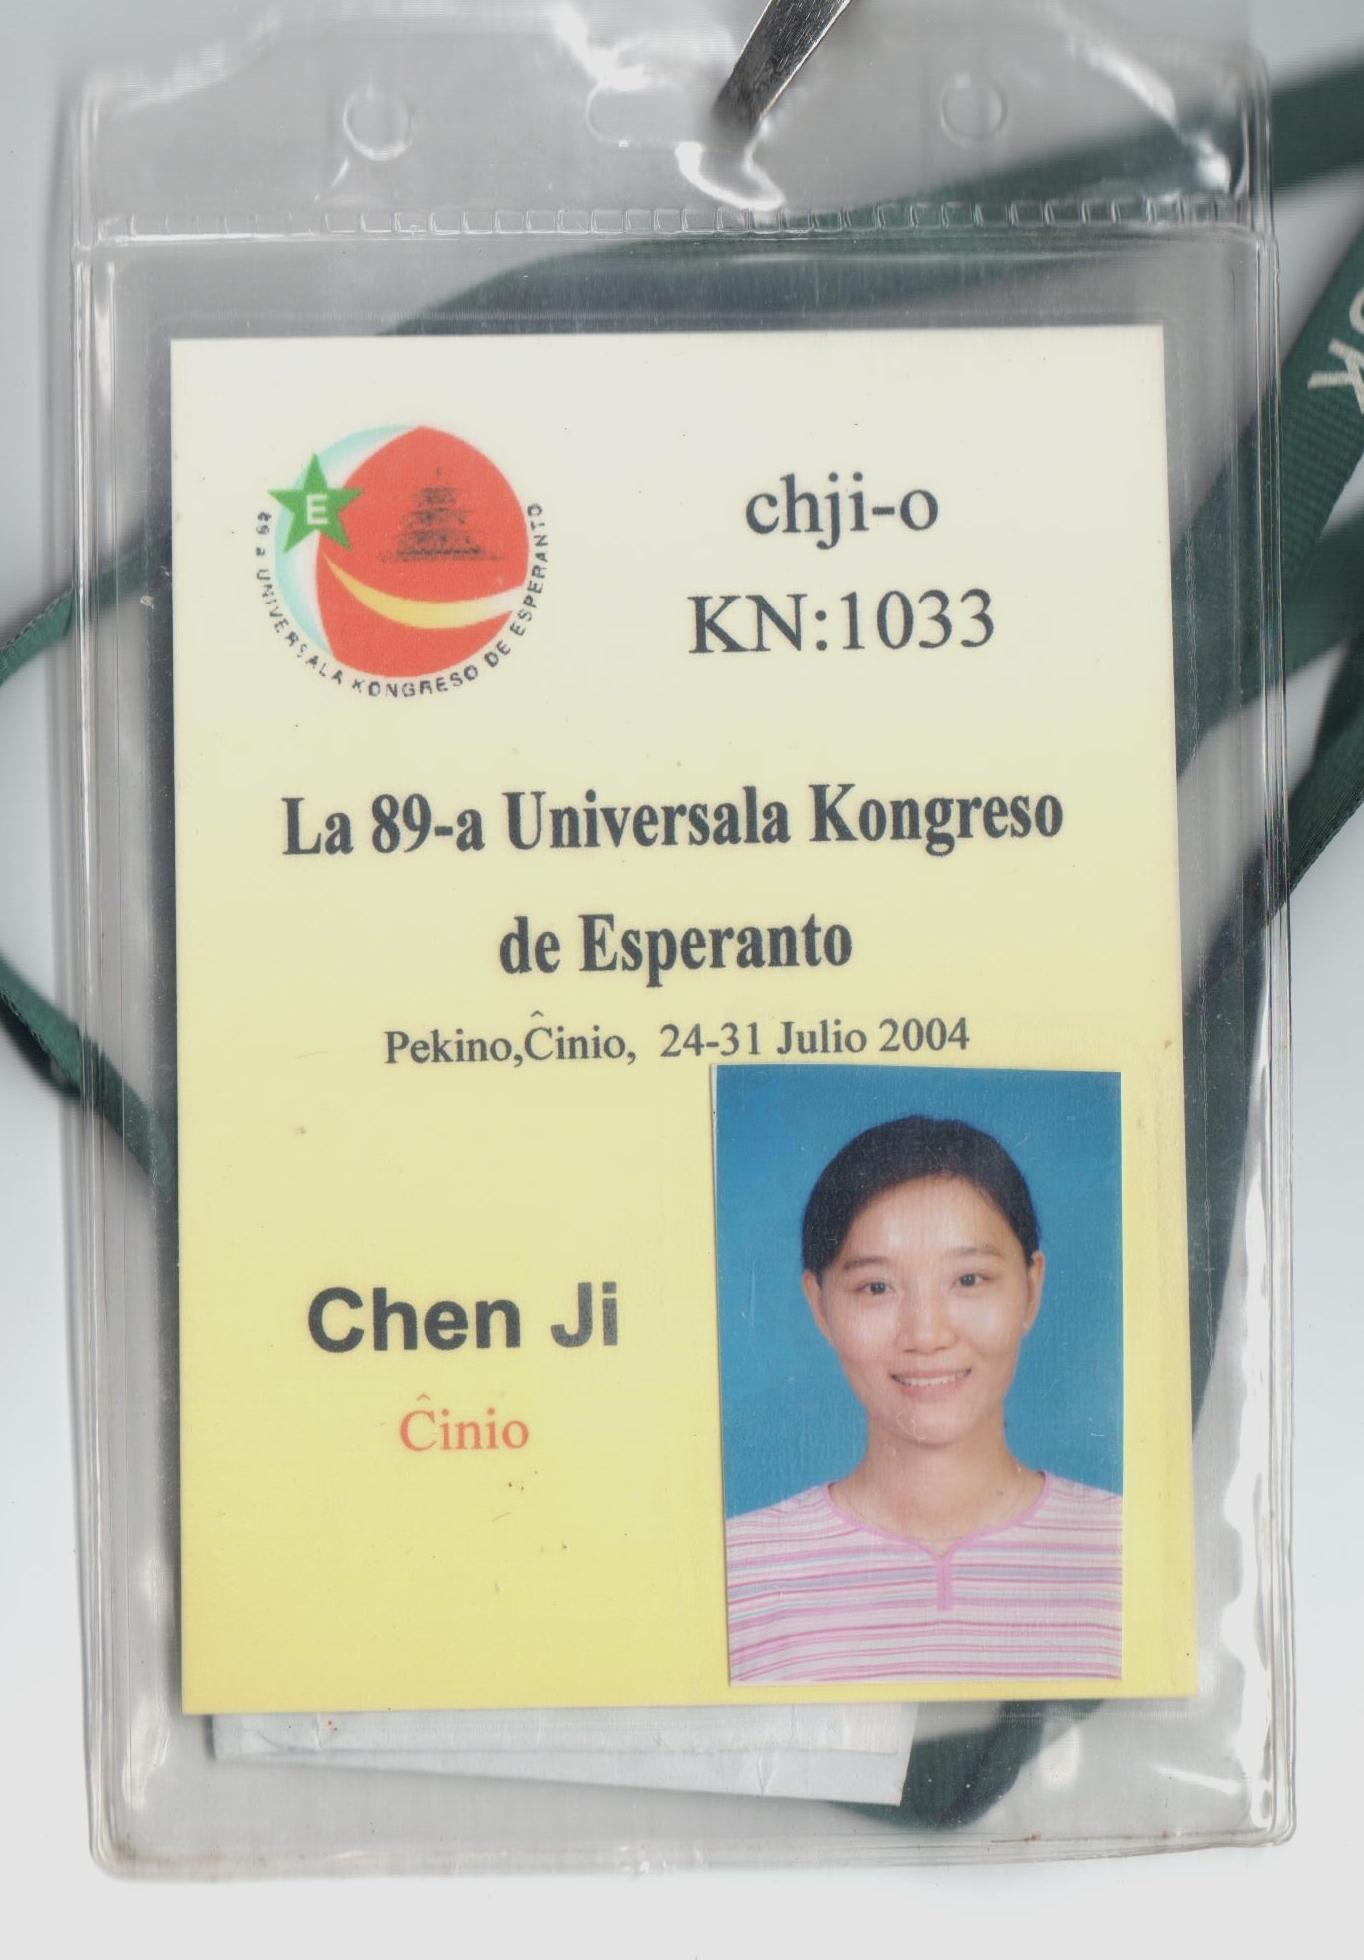 E
89 a UNIVERSALA KONGRESO DE ESPERANTO
chji-o
KN:1033
La 89-a Universala Kongreso
de Esperanto
Pekino,Ĉinio, 24-31 Julio 2004
Chen Ji
Ĉinio